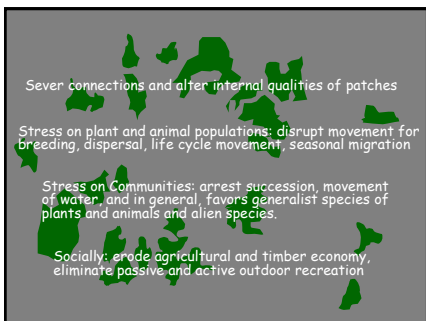 Sever connections and alter internal qualities of patches
Stress on plant and animal populations: disrupt movement for
breeding, dispersal, life cycle movement, seasonal migration
Stress on Communities: arrest succession, movement
of water, and in general, favors generalist species of
plants and animals and alien species.
Socially: erode agricultural and timber economy,
eliminate passive and active outdoor recreation